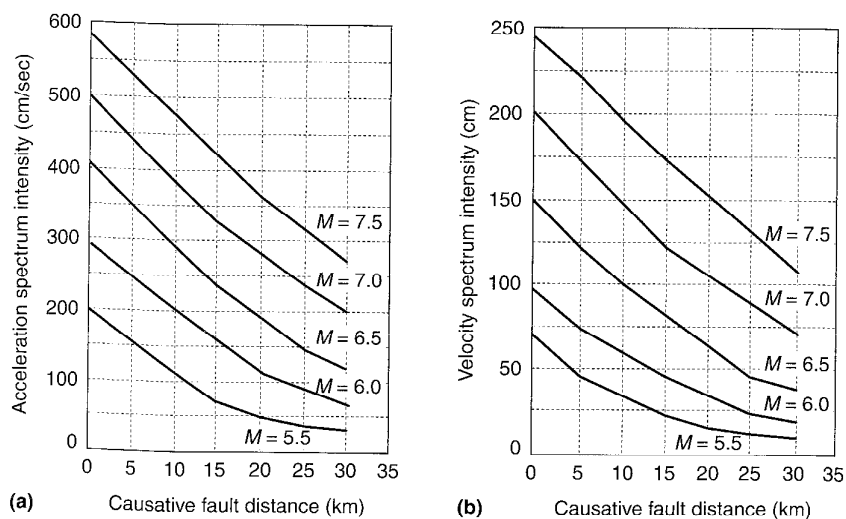 600
500
400
300
200
100
0
Acceleration spectrum intensity (cm/sec)
M = 7.5
M = 7.0
M = 6.5
M = 6.0
M = 5.5
0 5 10 15 20 25 30 35
(a) Causative fault distance (km)
250
200
150
100
50
0
Velocity spectrum intensity (cm)
M = 7.5
M = 7.0
M = 6.5
M = 6.0
M = 5.5
0 5 10 15 20 25 30 35
(b) Causative fault distance (km)